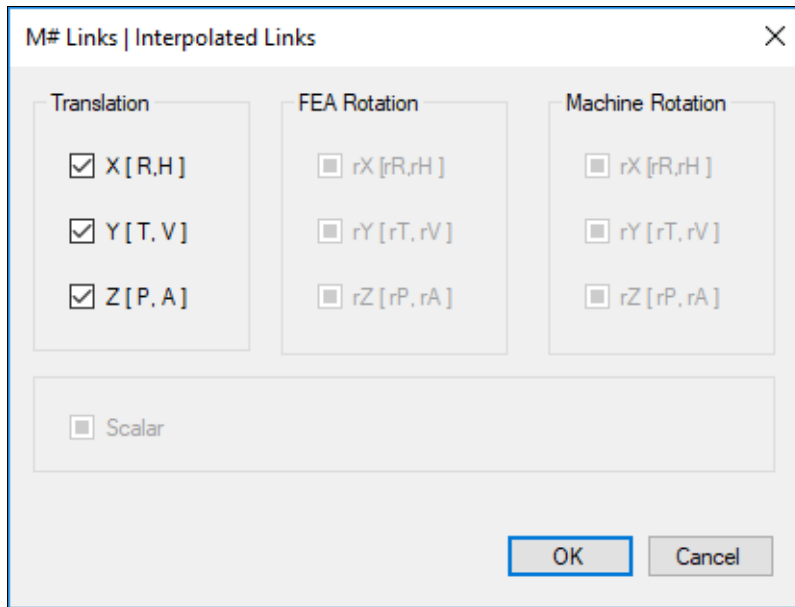 M# Links | Interpolated Links
Translation
X [ R,H ]
Y [ T, V ]
Z [ P, A ]
FEA Rotation
rX [rR,rH ]
rY [ rT, rV ]
rZ [ rP, rA ]
Machine Rotation
rX [rR,rH ]
rY [ rT, rV ]
rZ [ rP, rA ]
Scalar
OK
Cancel